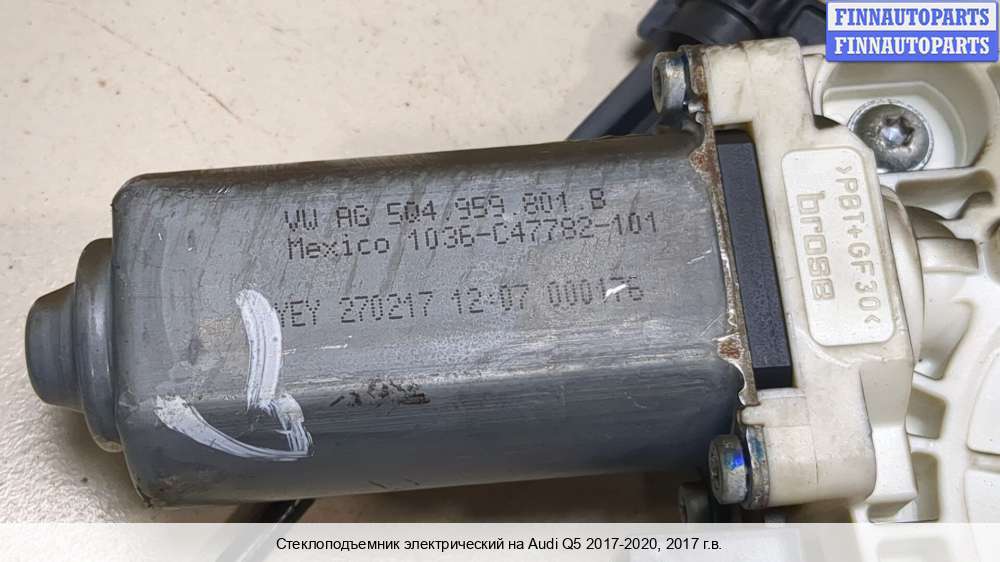 FINNAUTOPARTS
FINNAUTOPARTS
VW AG 504.959.801.B
Mexico 1036-C47782-101
YEY 270217 12:07 000176
brose
>PBT+GF30<
Стеклоподъемник электрический на Audi Q5 2017-2020, 2017 г.в.